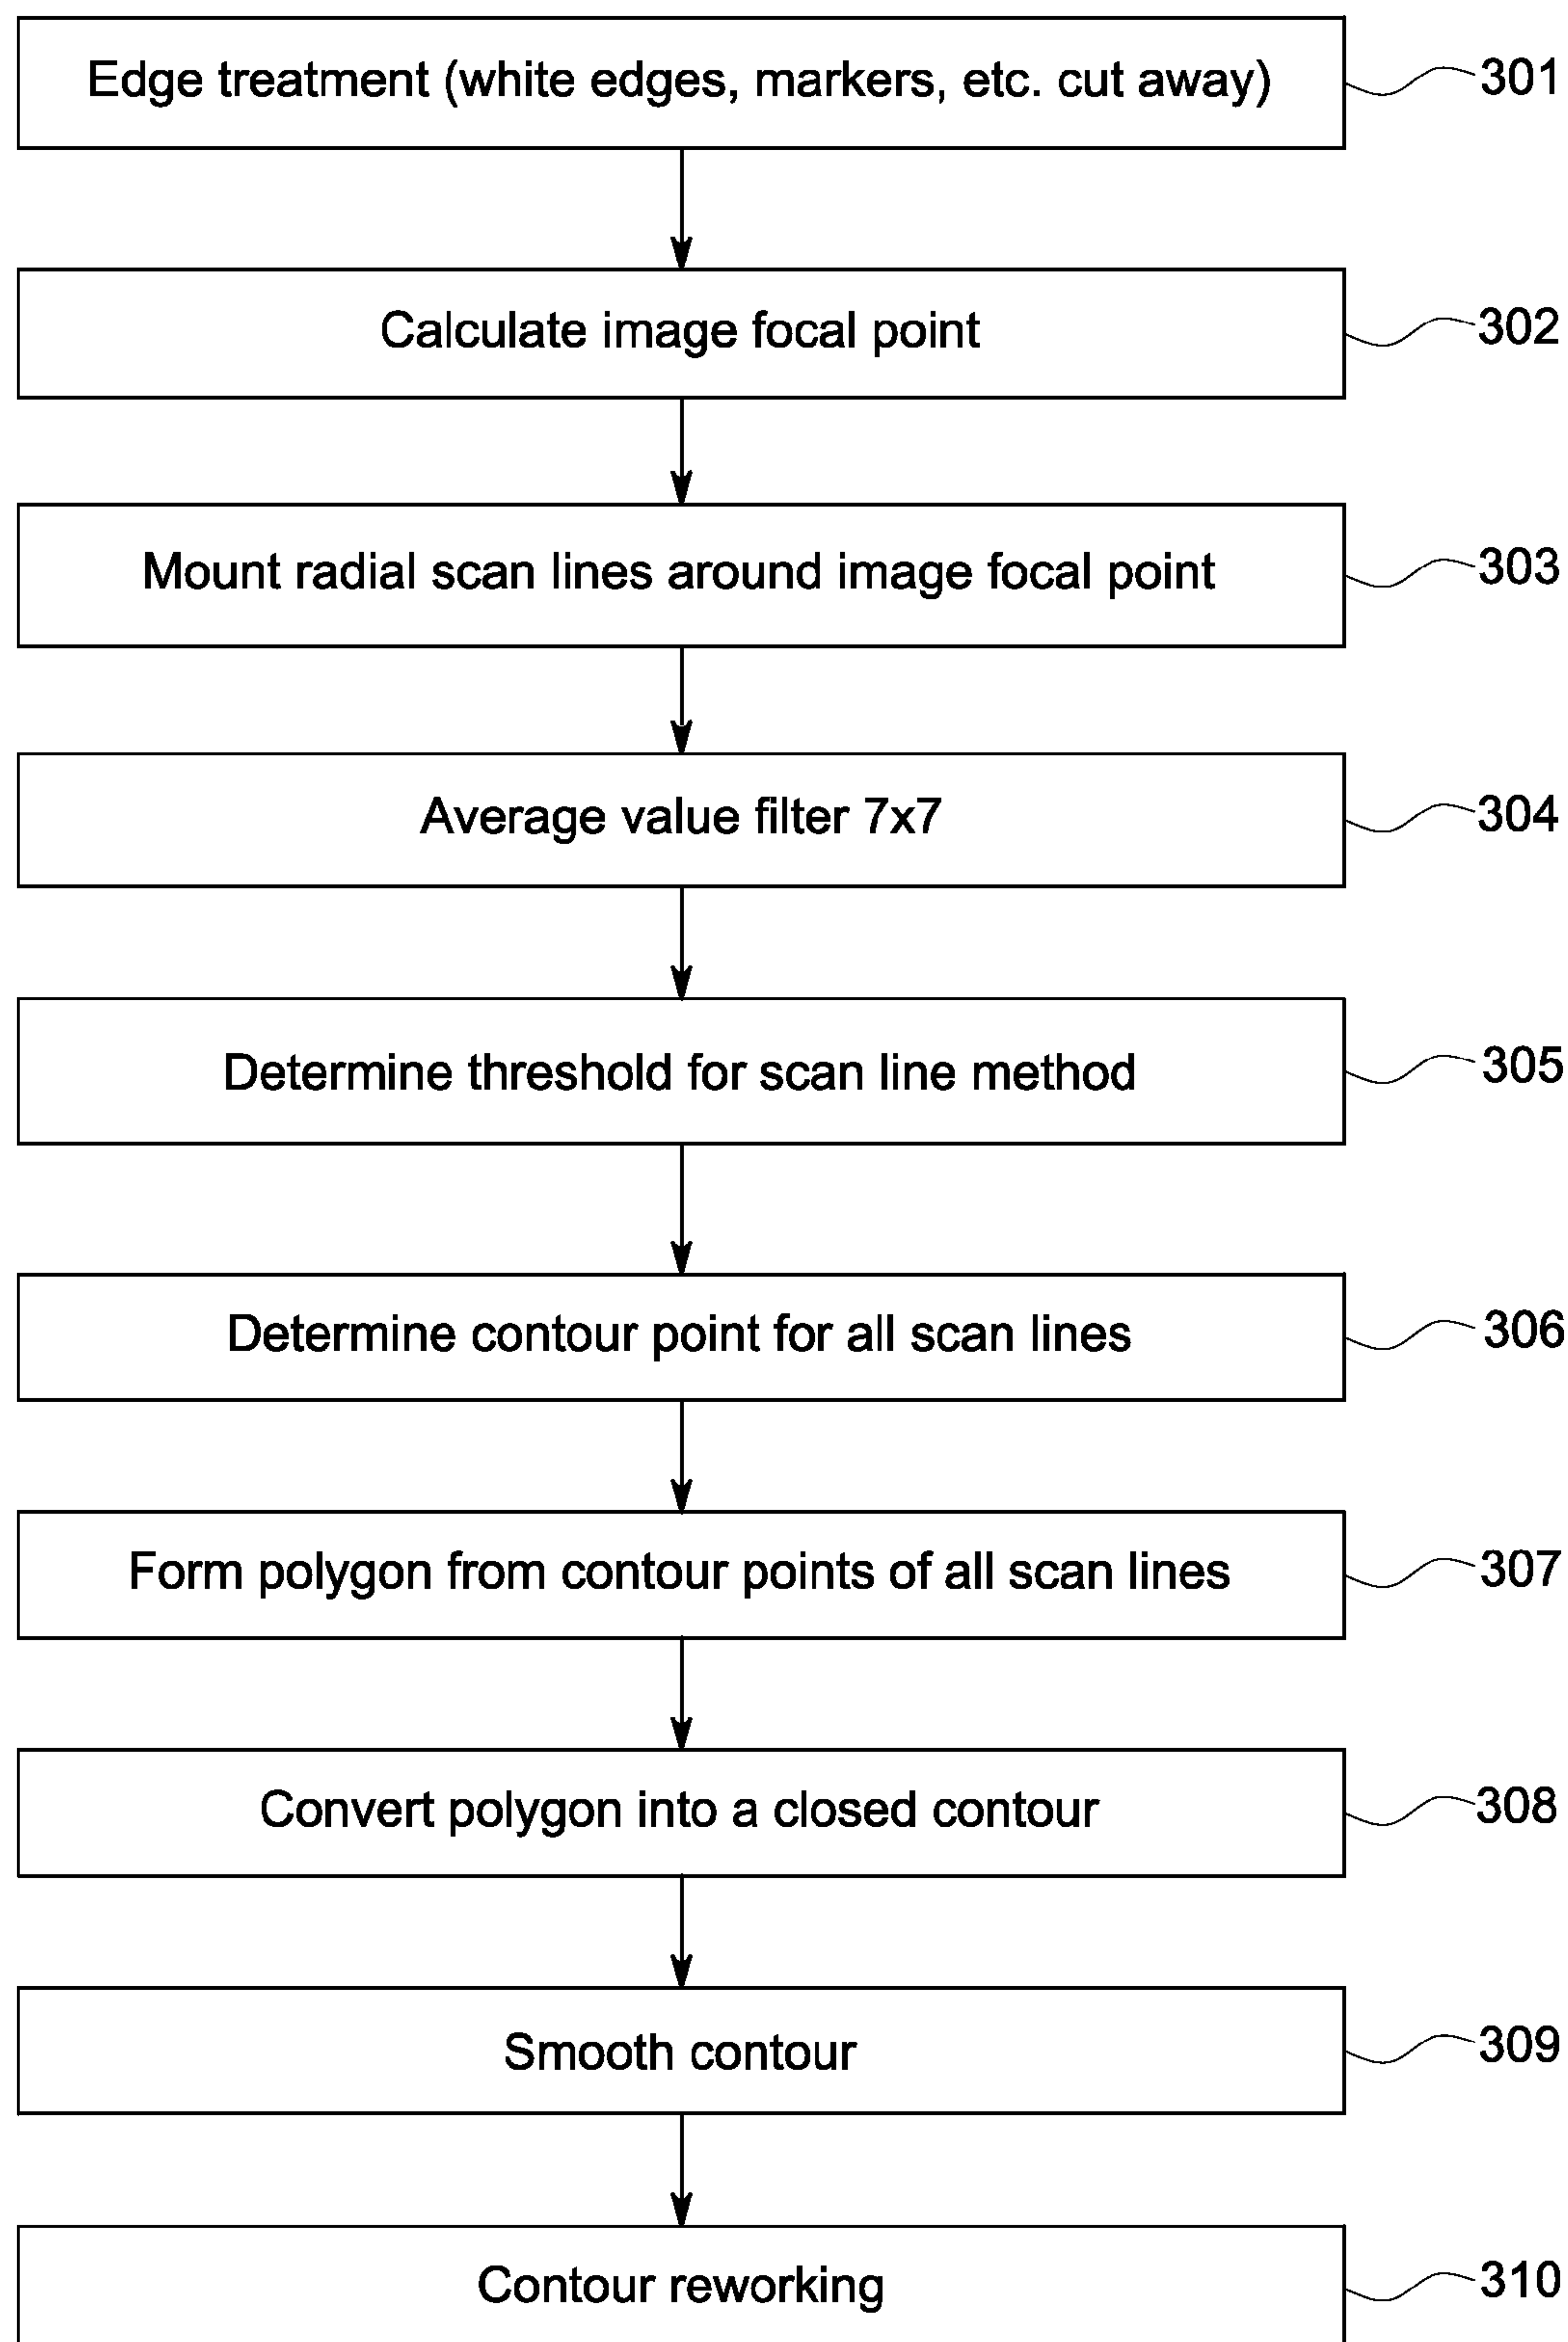 Edge treatment (white edges, markers, etc. cut away)
301
Calculate image focal point
302
Mount radial scan lines around image focal point
303
Average value filter 7x7
304
Determine threshold for scan line method
305
Determine contour point for all scan lines
306
Form polygon from contour points of all scan lines
307
Convert polygon into a closed contour
308
Smooth contour
309
Contour reworking
310